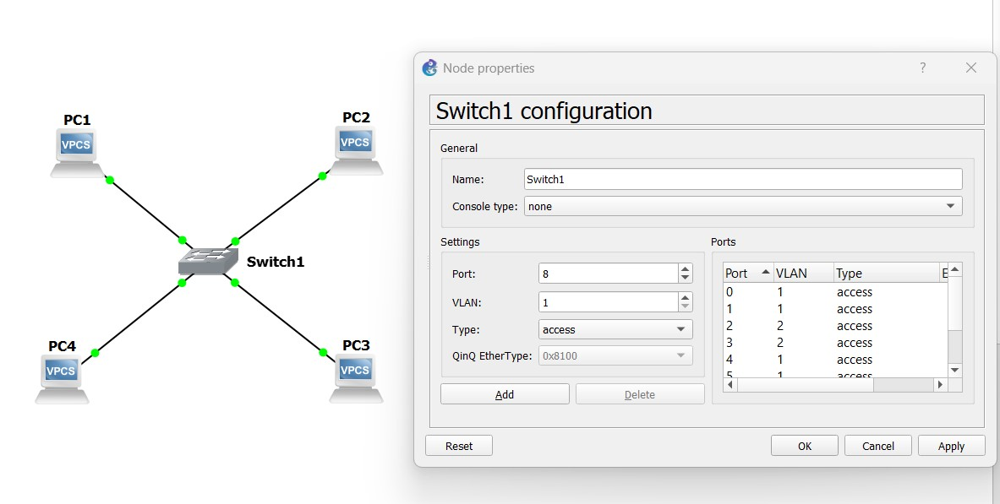 PC1
VPCS
PC2
VPCS
Switch1
PC4
VPCS
PC3
VPCS
Node properties
?
Switch1 configuration
General
Name: Switch1
Console type: none
Settings
Port: 8
VLAN: 1
Type: access
QinQ EtherType: 0x8100
Add Delete
Ports
Port VLAN Type E
0 1 access
1 1 access
2 2 access
3 2 access
4 1 access
5 1 access
Reset OK Cancel Apply